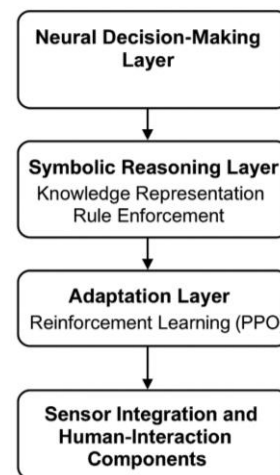 Neural Decision-Making
Layer
Symbolic Reasoning Layer
Knowledge Representation
Rule Enforcement
Adaptation Layer
Reinforcement Learning (PPO
Sensor Integration and
Human-Interaction
Components